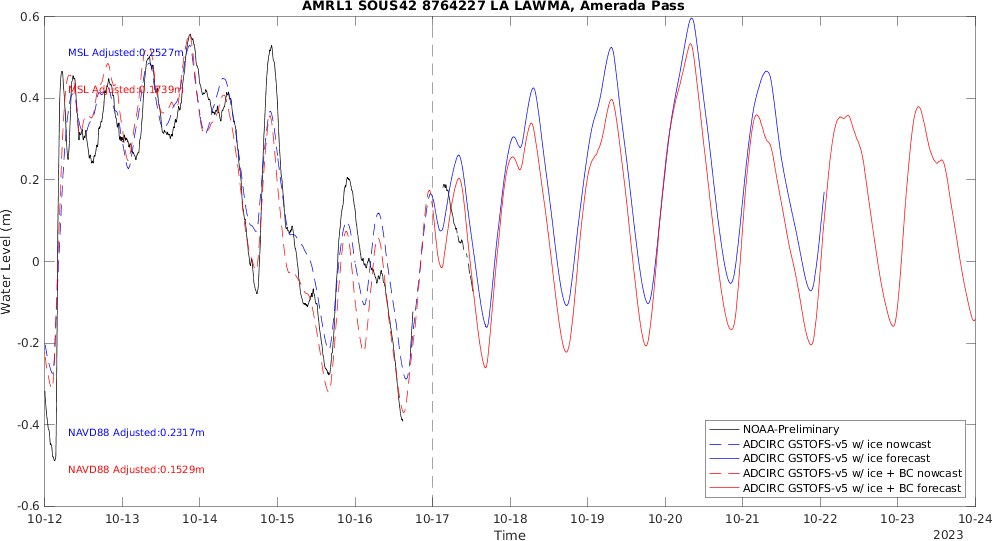 AMRL1 SOUS42 8764227 LA LAWMA, Amerada Pass
0.6
0.4
0.2
0
-0.2
-0.4
-0.6
Water Level (m)
MSL Adjusted:0.2527m
MSL Adjusted:0.1739m
NAVD88 Adjusted:0.2317m
NAVD88 Adjusted:0.1529m
NOAA-Preliminary
ADCIRC GSTOFS-v5 w/ ice nowcast
ADCIRC GSTOFS-v5 w/ ice forecast
ADCIRC GSTOFS-v5 w/ ice + BC nowcast
ADCIRC GSTOFS-v5 w/ ice + BC forecast
10-12 10-13 10-14 10-15 10-16 10-17 10-18 10-19 10-20 10-21 10-22 10-23 10-24
Time
2023